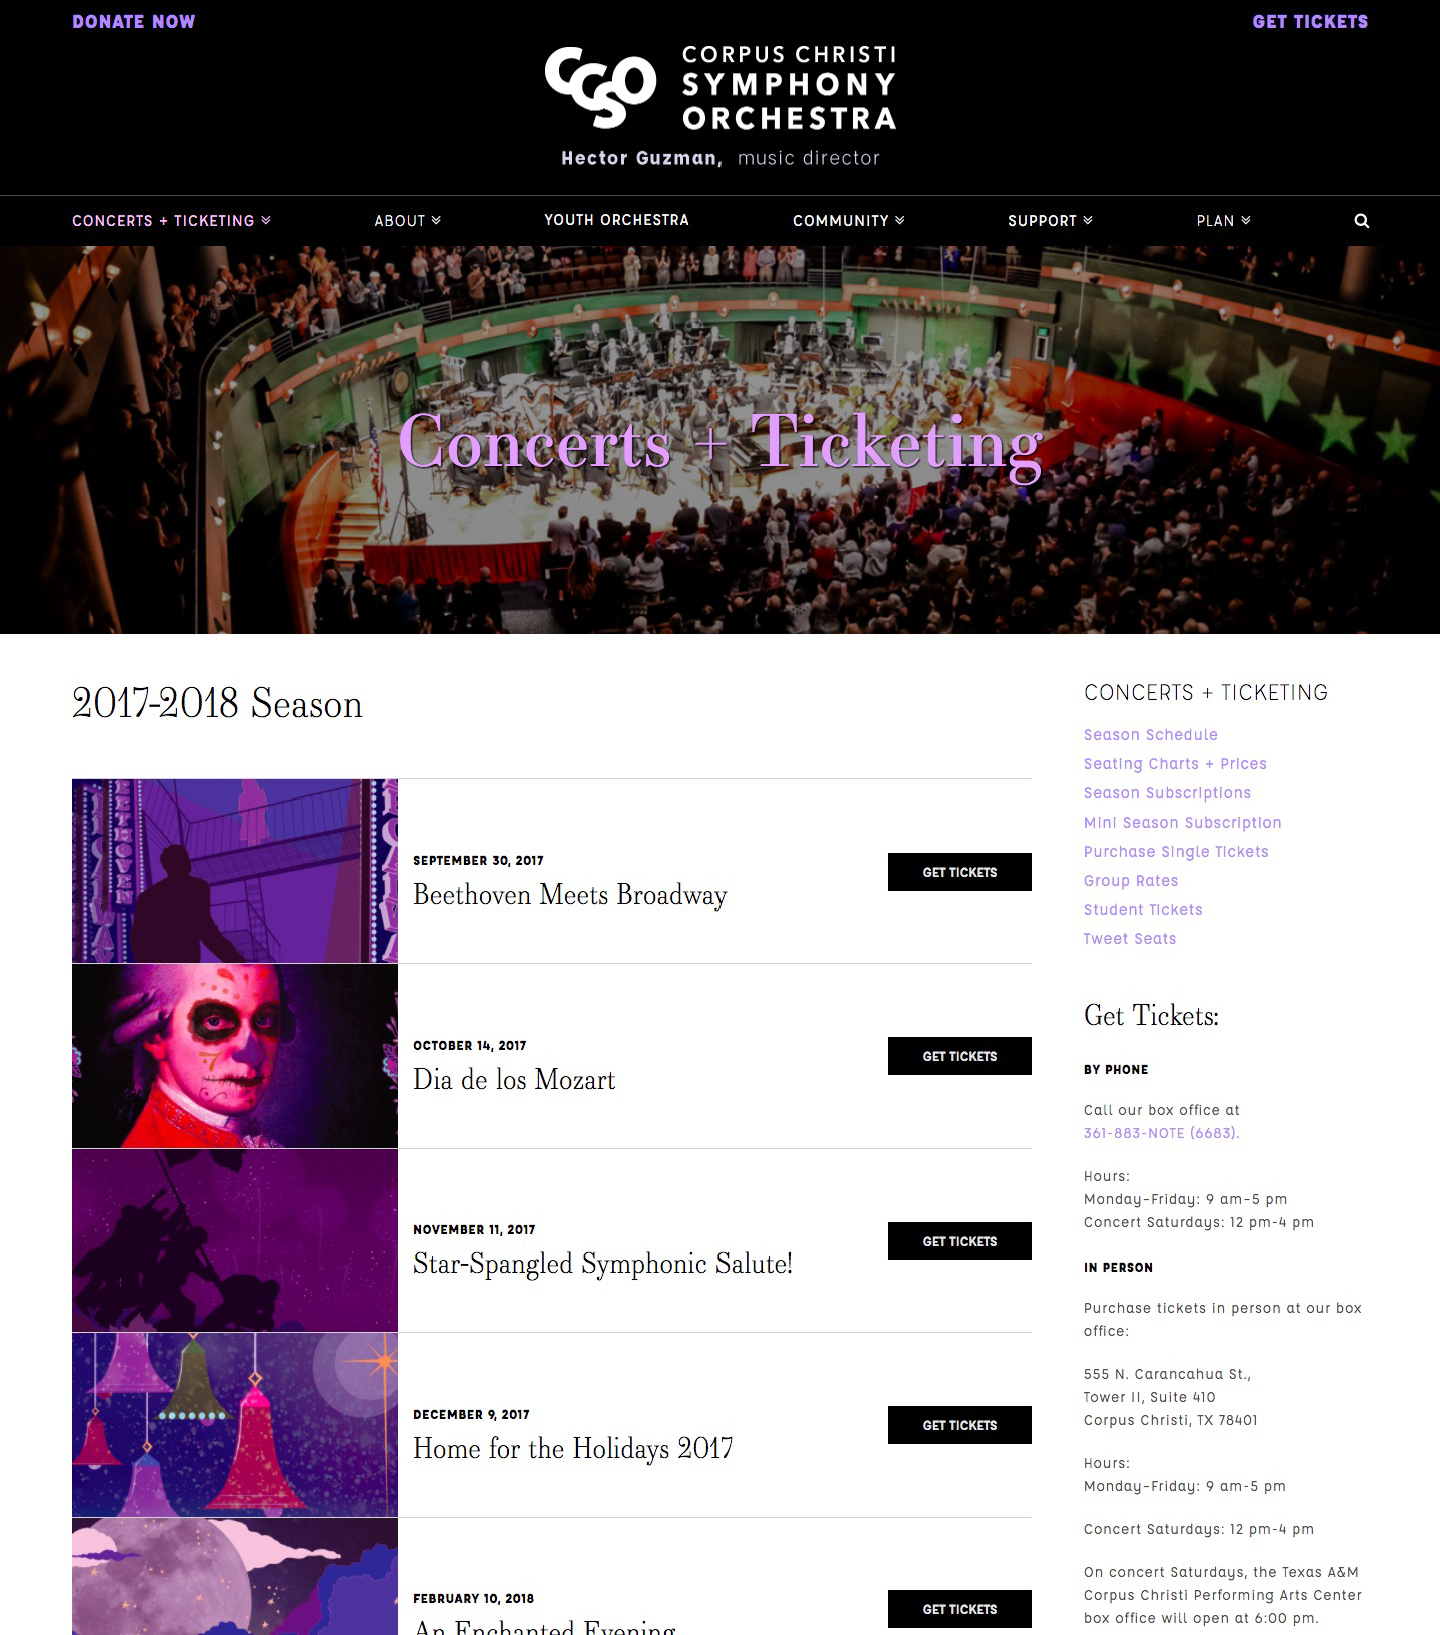 DONATE NOW
GET TICKETS
CCSO
CORPUS CHRISTI
SYMPHONY
ORCHESTRA
Hector Guzman, music director
CONCERTS + TICKETING
ABOUT
YOUTH ORCHESTRA
COMMUNITY
SUPPORT
PLAN
Concerts + Ticketing
2017-2018 Season
BEETHOVEN
SEPTEMBER 30, 2017
Beethoven Meets Broadway
GET TICKETS
OCTOBER 14, 2017
Dia de los Mozart
GET TICKETS
NOVEMBER 11, 2017
Star-Spangled Symphonic Salute!
GET TICKETS
DECEMBER 9, 2017
Home for the Holidays 2017
GET TICKETS
FEBRUARY 10, 2018
An Enchanted Evening
GET TICKETS
CONCERTS + TICKETING
Season Schedule
Seating Charts + Prices
Season Subscriptions
Mini Season Subscription
Purchase Single Tickets
Group Rates
Student Tickets
Tweet Seats
Get Tickets:
BY PHONE
Call our box office at
361-883-NOTE (6683).
Hours:
Monday–Friday: 9 am–5 pm
Concert Saturdays: 12 pm-4 pm
IN PERSON
Purchase tickets in person at our box
office:
555 N. Carancahua St.,
Tower II, Suite 410
Corpus Christi, TX 78401
Hours:
Monday–Friday: 9 am-5 pm
Concert Saturdays: 12 pm-4 pm
On concert Saturdays, the Texas A&M
Corpus Christi Performing Arts Center
box office will open at 6:00 pm.